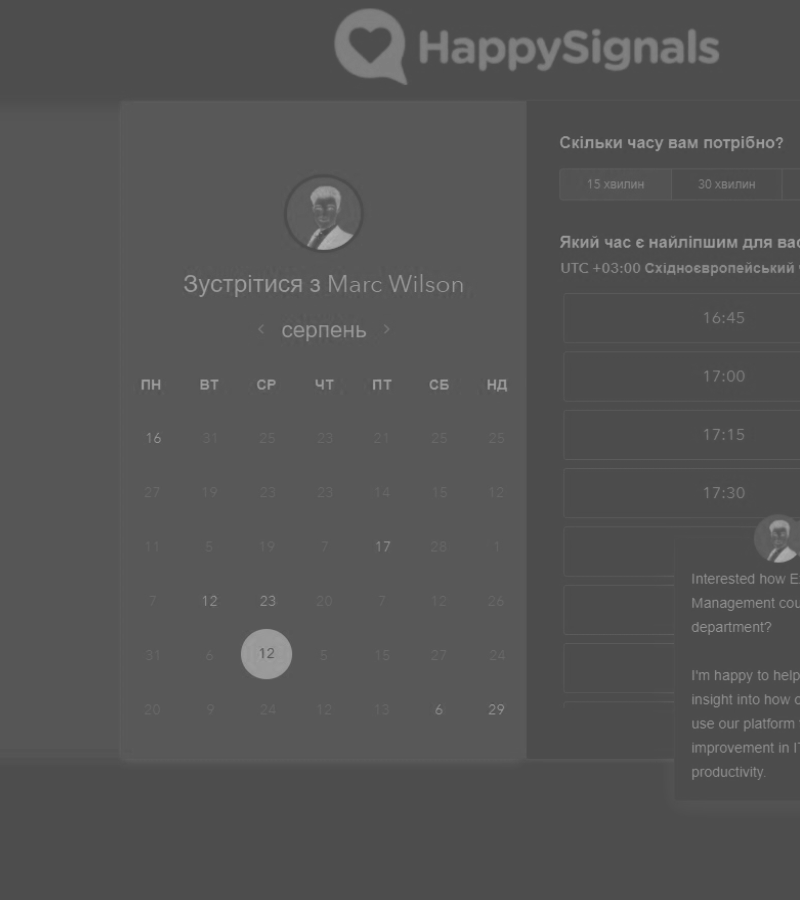 HappySignals
Зустрітися з Marc Wilson
серпень
ПН ВТ СР ЧТ ПТ СБ НД
16 31 25 23 21 25 25
27 19 23 23 14 15 12
11 5 19 7 17 28 1
7 12 23 20 7 12 26
31 6 12 5 15 27 24
20 9 24 12 13 6 29
Скільки часу вам потрібно?
15 хвилин 30 хвилин
Який час є найліпшим для вас
UTC +03:00 Східноєвропейський
16:45
17:00
17:15
17:30
Interested how E
Management cou
department?
I'm happy to help
insight into how o
use our platform
improvement in I
productivity.